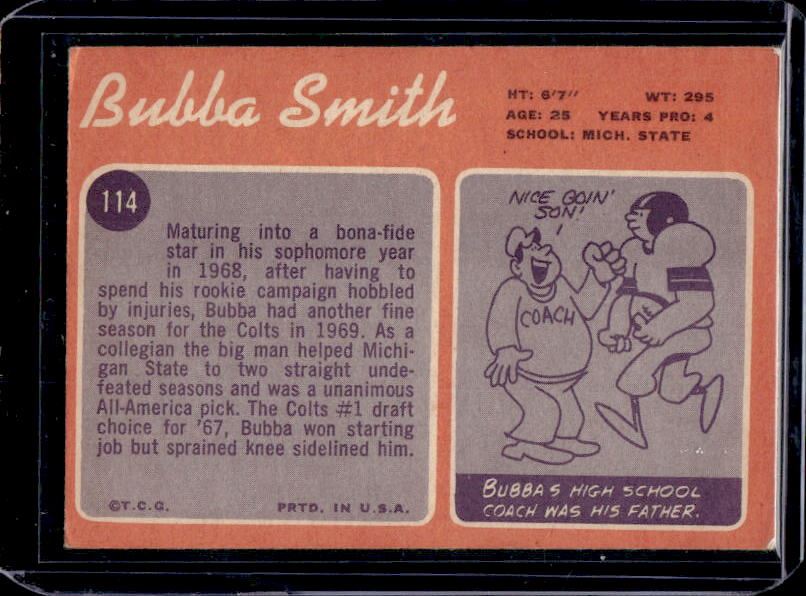 Bubba Smith
HT: 6'7" WT: 295
AGE: 25 YEARS PRO: 4
SCHOOL: MICH. STATE
114
Maturing into a bona-fide
star in his sophomore year
in 1968, after having to
spend his rookie campaign hobbled
by injuries, Bubba had another fine
season for the Colts in 1969. As a
collegian the big man helped Michi-
gan State to two straight unde-
feated seasons and was a unanimous
All-America pick. The Colts #1 draft
choice for '67, Bubba won starting
job but sprained knee sidelined him.
©T.C.G. PRTD. IN U.S.A.
NICE GOIN'
SON!
COACH
BUBBA'S HIGH SCHOOL
COACH WAS HIS FATHER.